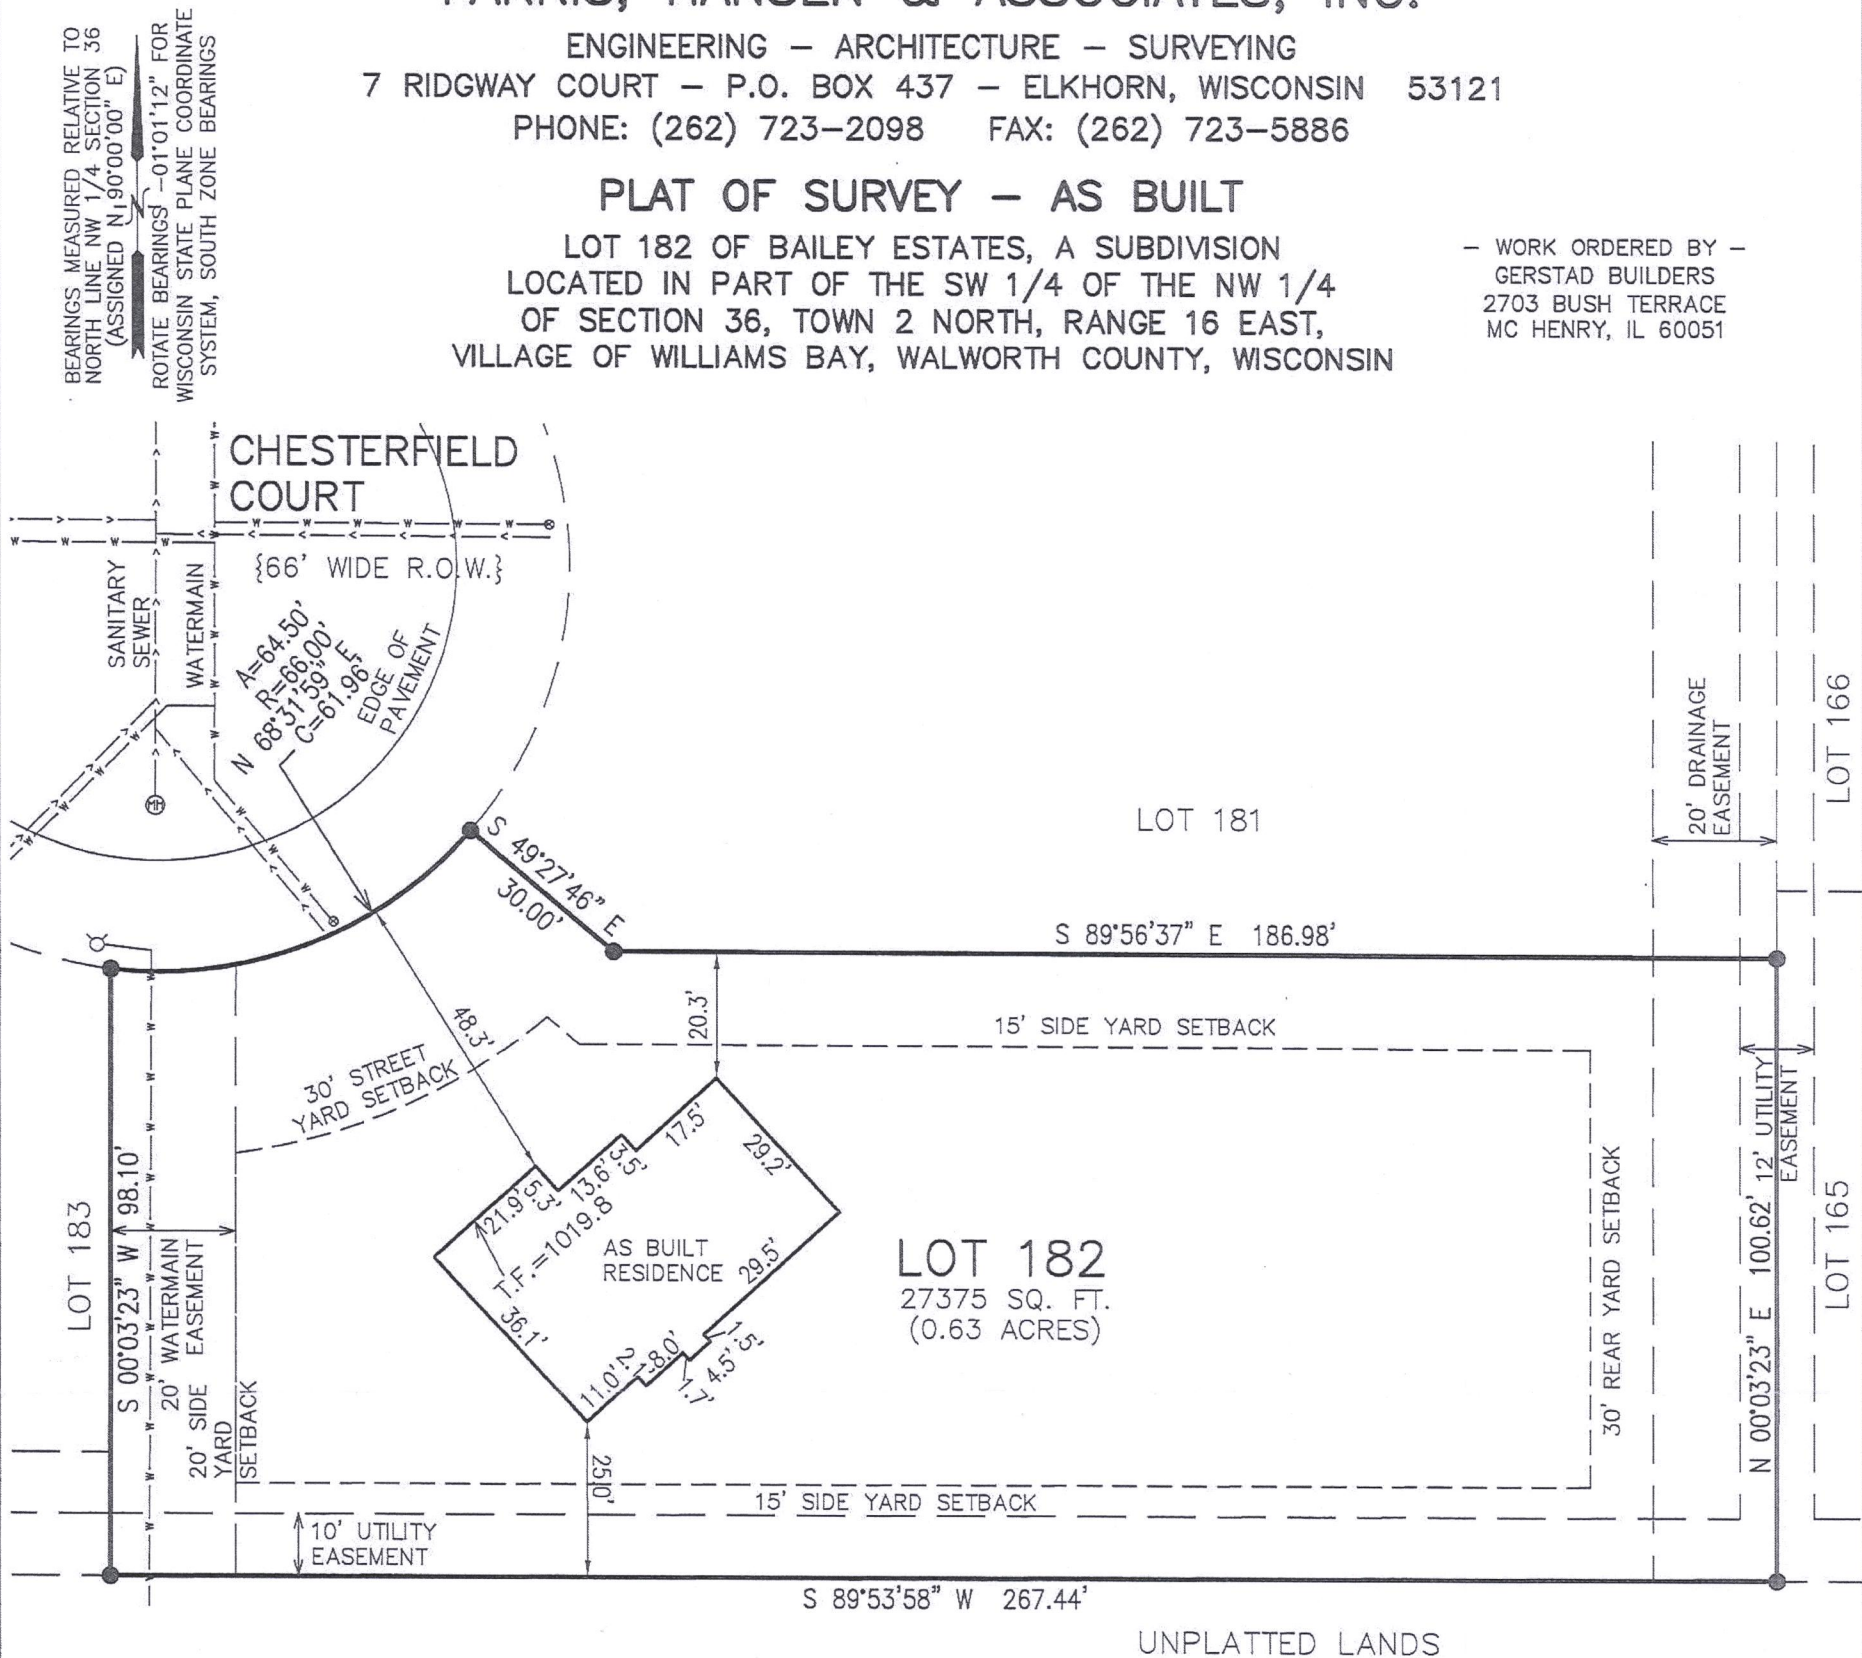 FARRIS, HANSEN & ASSOCIATES, INC.
ENGINEERING – ARCHITECTURE – SURVEYING
7 RIDGWAY COURT – P.O. BOX 437 – ELKHORN, WISCONSIN 53121
PHONE: (262) 723–2098 FAX: (262) 723–5886
PLAT OF SURVEY – AS BUILT
LOT 182 OF BAILEY ESTATES, A SUBDIVISION
LOCATED IN PART OF THE SW 1/4 OF THE NW 1/4
OF SECTION 36, TOWN 2 NORTH, RANGE 16 EAST,
VILLAGE OF WILLIAMS BAY, WALWORTH COUNTY, WISCONSIN
– WORK ORDERED BY –
GERSTAD BUILDERS
2703 BUSH TERRACE
MC HENRY, IL 60051
BEARINGS MEASURED RELATIVE TO
NORTH LINE NW 1/4 SECTION 36
(ASSIGNED N 90°00'00" E)
N
ROTATE BEARINGS –01°01'12" FOR
WISCONSIN STATE PLANE COORDINATE
SYSTEM, SOUTH ZONE BEARINGS
CHESTERFIELD
COURT
{66' WIDE R.O.W.}
SANITARY
SEWER
WATERMAIN
A=64.50'
R=66.00'
N 68°31'59" E
C=61.96'
EDGE OF
PAVEMENT
MH
S 49°27'46" E
30.00'
LOT 181
S 89°56'37" E 186.98'
20' DRAINAGE
EASEMENT
LOT 166
48.3'
20.3'
30' STREET
YARD SETBACK
15' SIDE YARD SETBACK
LOT 183
S 00°03'23" W 98.10'
20' WATERMAIN
EASEMENT
20' SIDE
YARD
SETBACK
21.9'
5.3'
13.6'
3.5'
17.5'
29.2'
T.F.=1019.8
AS BUILT
RESIDENCE
29.5'
36.1'
11.0'
8.0'
1.7'
4.5'
1.5'
25.0'
LOT 182
27375 SQ. FT.
(0.63 ACRES)
30' REAR YARD SETBACK
N 00°03'23" E 100.62'
12' UTILITY
EASEMENT
LOT 165
15' SIDE YARD SETBACK
10' UTILITY
EASEMENT
S 89°53'58" W 267.44'
UNPLATTED LANDS